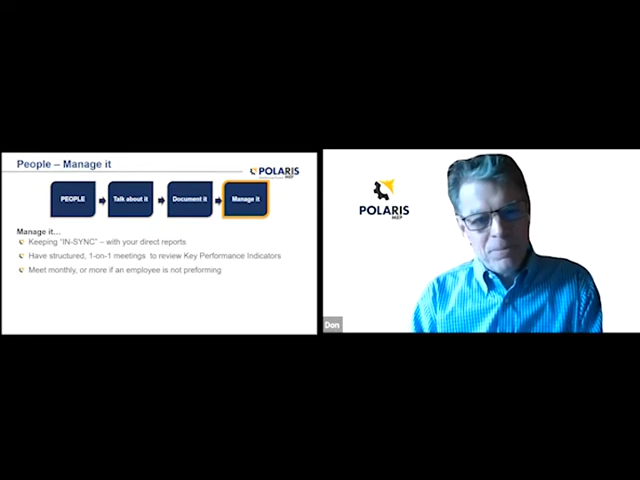 People – Manage it
POLARIS
MEP
PEOPLE
Talk about it
Document it
Manage it
Manage it…
Keeping "IN-SYNC" – with your direct reports
Have structured, 1-on-1 meetings to review Key Performance Indicators
Meet monthly, or more if an employee is not preforming
POLARIS
MEP
Don